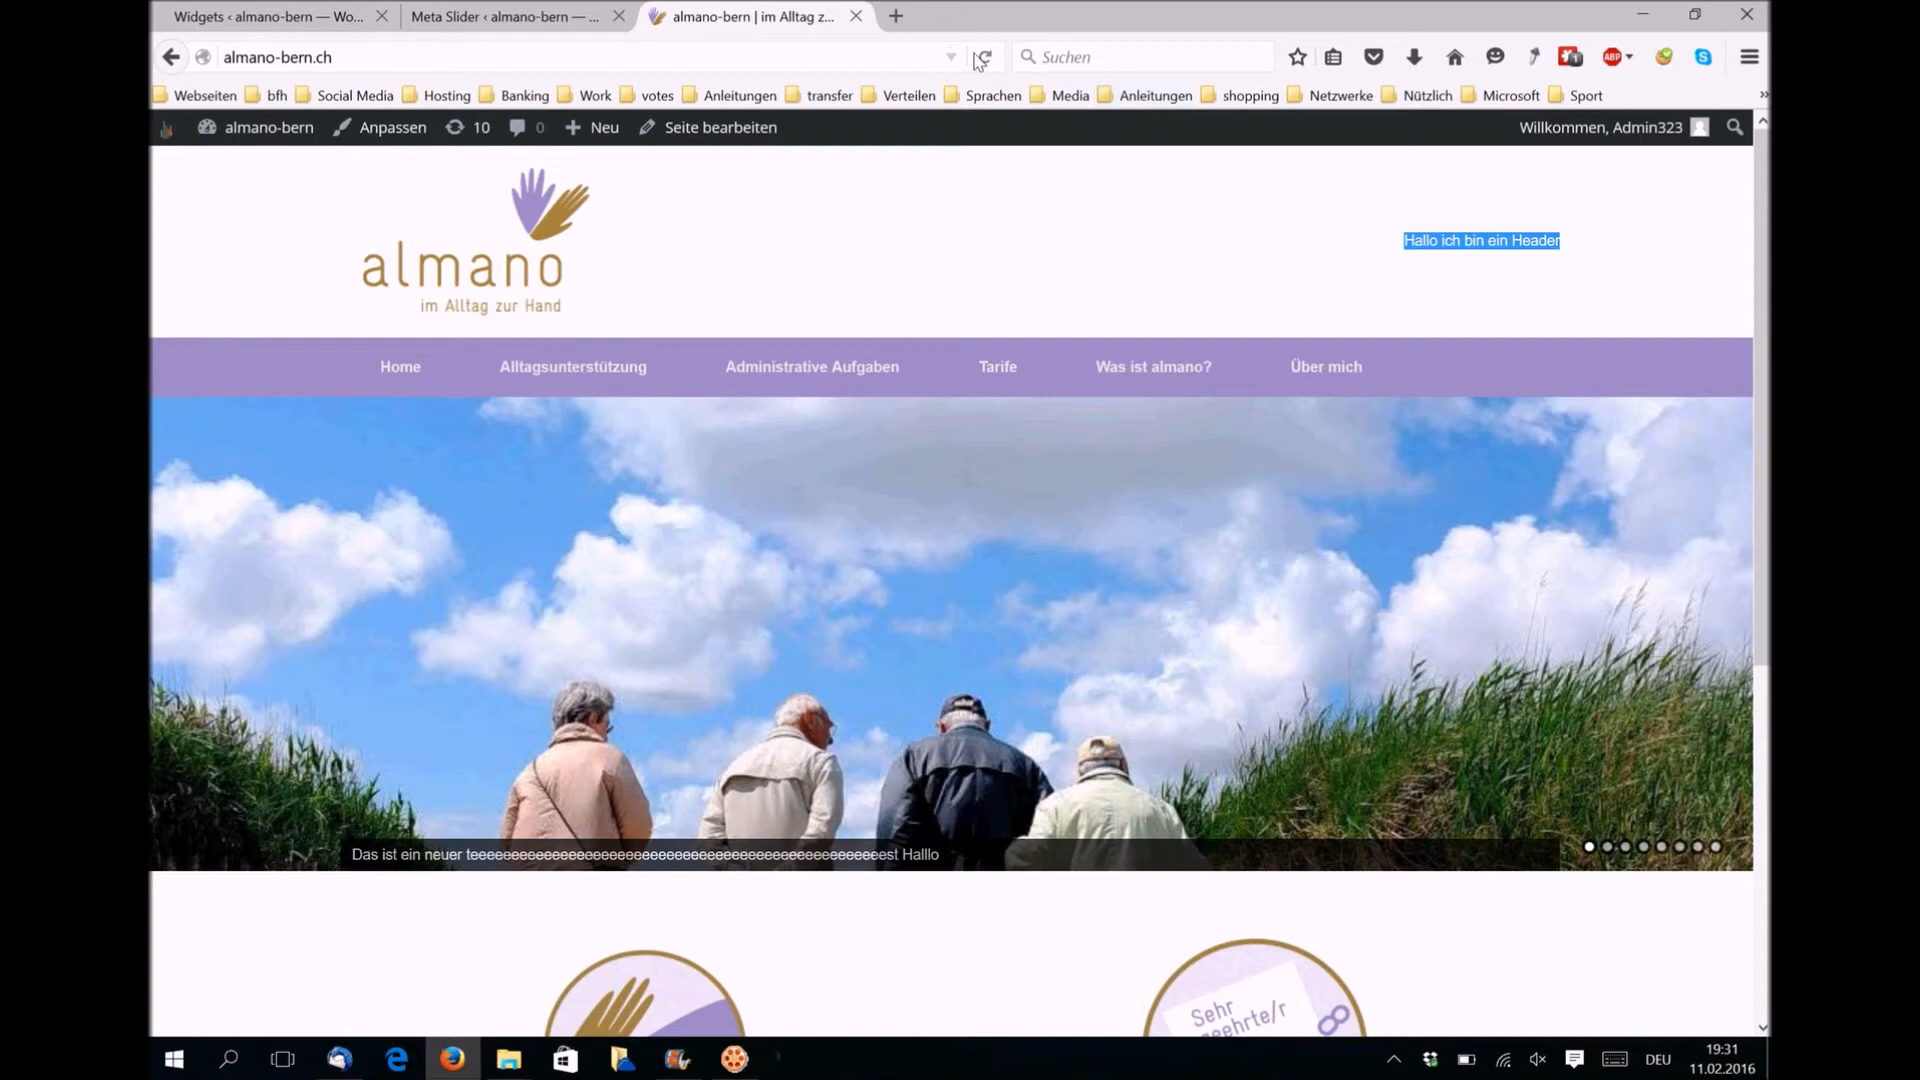 Widgets ‹ almano-bern — Wo...
Meta Slider ‹ almano-bern — ...
almano-bern | im Alltag z...
almano-bern.ch
Suchen
1
ABP
Webseiten
bfh
Social Media
Hosting
Banking
Work
votes
Anleitungen
transfer
Verteilen
Sprachen
Media
Anleitungen
shopping
Netzwerke
Nützlich
Microsoft
Sport
almano-bern
Anpassen
10
0
Neu
Seite bearbeiten
Willkommen, Admin323
almano
im Alltag zur Hand
Hallo ich bin ein Header
Home
Alltagsunterstützung
Administrative Aufgaben
Tarife
Was ist almano?
Über mich
Das ist ein neuer teeeeeeeeeeeeeeeeeeeeeeeeeeeeeeeeeeeeeeeeeeeeeeeest Halllo
Sehr
geehrte/r
DEU
19:31
11.02.2016